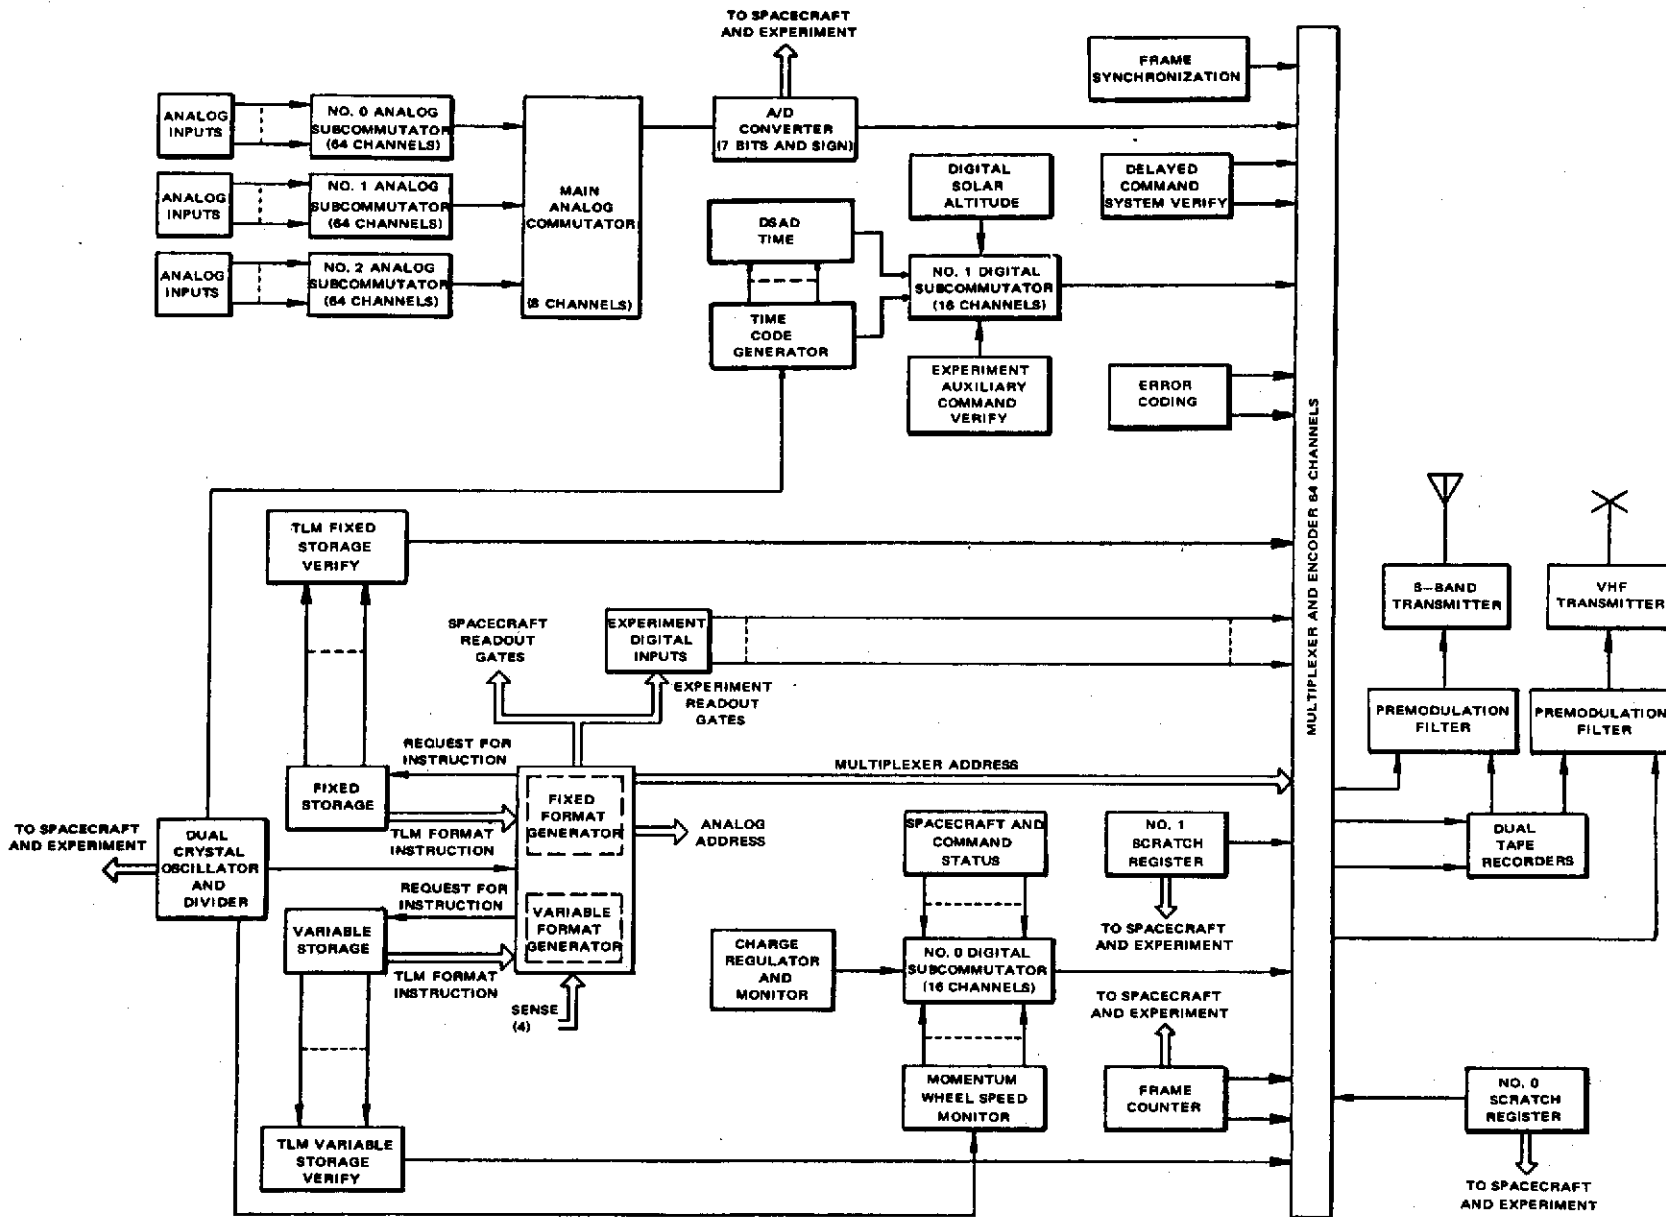 TO SPACECRAFT
AND EXPERIMENT
FRAME
SYNCHRONIZATION
ANALOG
INPUTS
NO. 0 ANALOG
SUBCOMMUTATOR
(64 CHANNELS)
A/D
CONVERTER
(7 BITS AND SIGN)
ANALOG
INPUTS
NO. 1 ANALOG
SUBCOMMUTATOR
(64 CHANNELS)
MAIN
ANALOG
COMMUTATOR
(8 CHANNELS)
DIGITAL
SOLAR
ALTITUDE
DELAYED
COMMAND
SYSTEM VERIFY
DSAD
TIME
ANALOG
INPUTS
NO. 2 ANALOG
SUBCOMMUTATOR
(64 CHANNELS)
NO. 1 DIGITAL
SUBCOMMUTATOR
(16 CHANNELS)
TIME
CODE
GENERATOR
EXPERIMENT
AUXILIARY
COMMAND
VERIFY
ERROR
CODING
MULTIPLEXER AND ENCODER 64 CHANNELS
TLM FIXED
STORAGE
VERIFY
S-BAND
TRANSMITTER
VHF
TRANSMITTER
SPACECRAFT
READOUT
GATES
EXPERIMENT
DIGITAL
INPUTS
EXPERIMENT
READOUT
GATES
PREMODULATION
FILTER
PREMODULATION
FILTER
REQUEST FOR
INSTRUCTION
MULTIPLEXER ADDRESS
FIXED
STORAGE
FIXED
FORMAT
GENERATOR
TLM FORMAT
INSTRUCTION
ANALOG
ADDRESS
TO SPACECRAFT
AND EXPERIMENT
DUAL
CRYSTAL
OSCILLATOR
AND
DIVIDER
SPACECRAFT AND
COMMAND
STATUS
NO. 1
SCRATCH
REGISTER
DUAL
TAPE
RECORDERS
REQUEST FOR
INSTRUCTION
VARIABLE
STORAGE
VARIABLE
FORMAT
GENERATOR
TLM FORMAT
INSTRUCTION
TO SPACECRAFT
AND EXPERIMENT
CHARGE
REGULATOR
AND
MONITOR
NO. 0 DIGITAL
SUBCOMMUTATOR
(16 CHANNELS)
SENSE
(4)
TO SPACECRAFT
AND EXPERIMENT
MOMENTUM
WHEEL SPEED
MONITOR
FRAME
COUNTER
NO. 0
SCRATCH
REGISTER
TLM VARIABLE
STORAGE
VERIFY
TO SPACECRAFT
AND EXPERIMENT